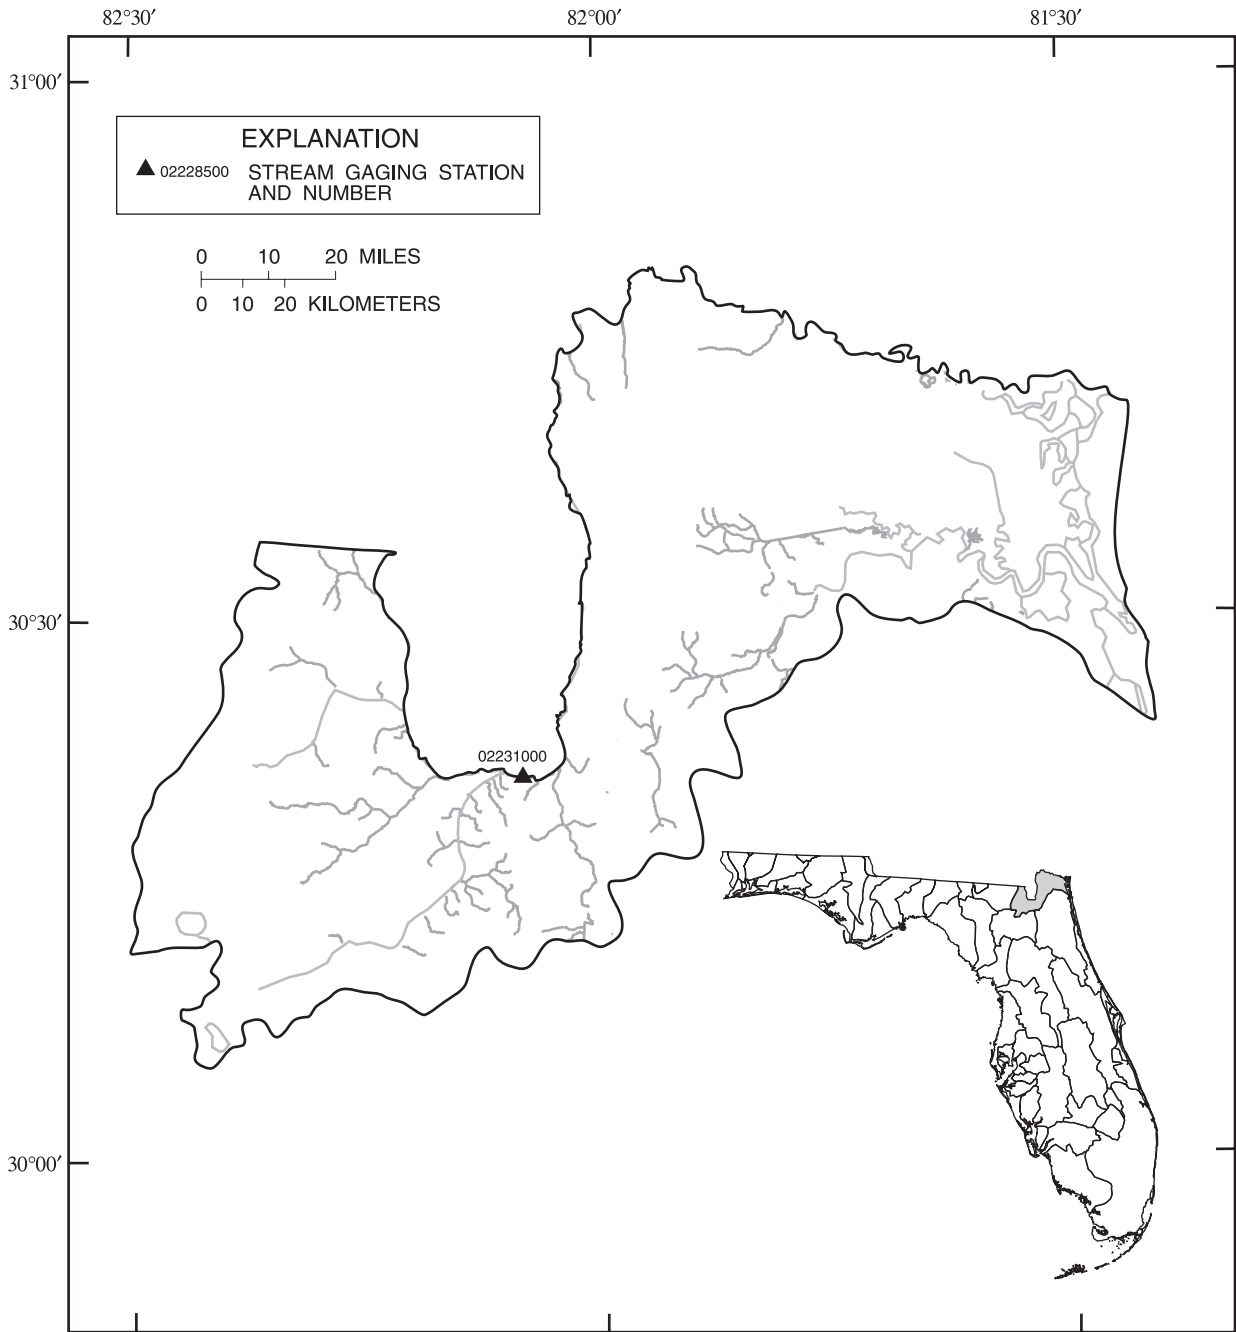 82°30′ 82°00′ 81°30′
31°00′
EXPLANATION
02228500 STREAM GAGING STATION
AND NUMBER
0 10 20 MILES
0 10 20 KILOMETERS
30°30′
02231000
30°00′